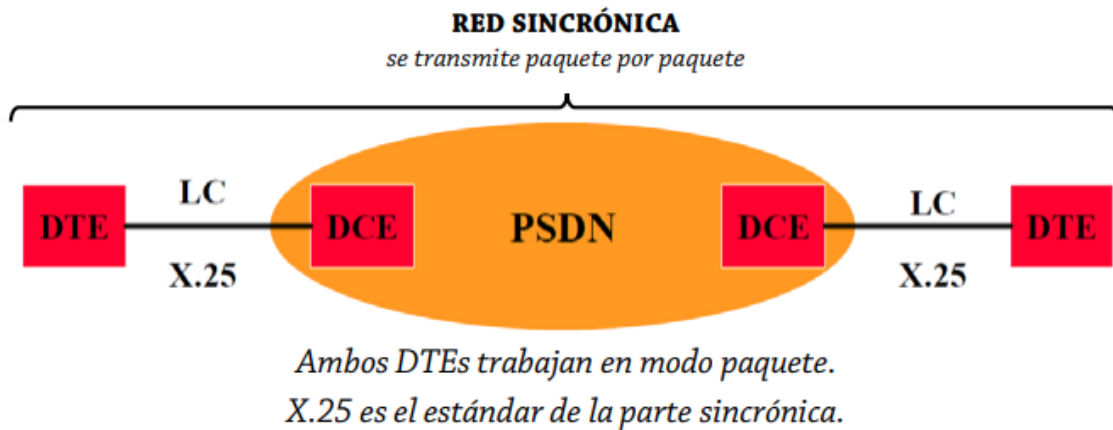 RED SINCRÓNICA
se transmite paquete por paquete
LC
LC
DTE
DCE
PSDN
DCE
DTE
X.25
X.25
Ambos DTEs trabajan en modo paquete.
X.25 es el estándar de la parte sincrónica.